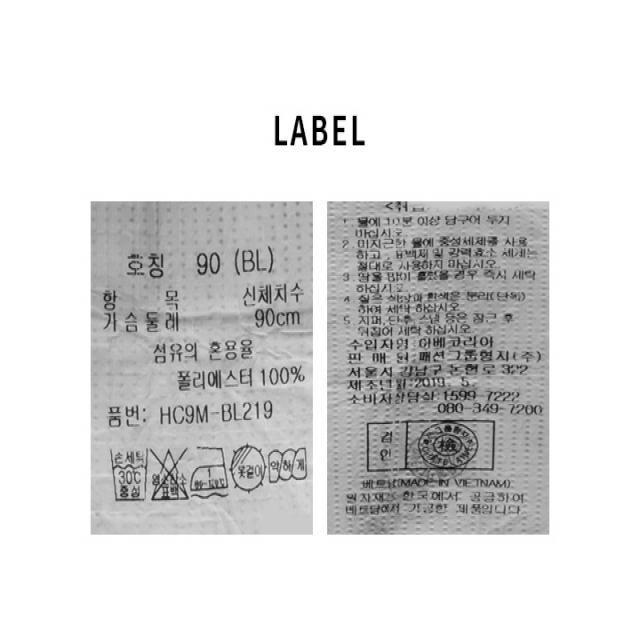 LABEL
호칭 90 (BL)
항 목 신체치수
가슴둘레 90cm
섬유의 혼용율
폴리에스터 100%
품번: HC9M-BL219
손세탁
30℃
중성
염소산소
표백
80~120℃
옷걸이
약하게
<취급
1. 물에 10분 이상 담구어 두지
마십시오
2. 미지근한 물에 중성세제를 사용
하고, 표백제 및 강력효소 세제는
절대로 사용하지 마십시오.
3. 땀을 많이 흘렸을 경우 즉시 세탁
하십시오
4. 짙은 색상과 흰색은 분리(단독)
하여 세탁 하십시오.
5. 지퍼, 단추 스냅 등은 잠근 후
뒤집어 세탁 하십시오.
수입자명:아베코리아
판 매 원:패션그룹형지(주)
서울시 강남구 논현로 322
제조년월:2019. 5.
소비자상담실:1599-7222
080-349-7200
검
인
檢
베트남(MADE IN VIETNAM)
원자재는 한국에서 공급하여
베트남에서 가공한 제품입니다.